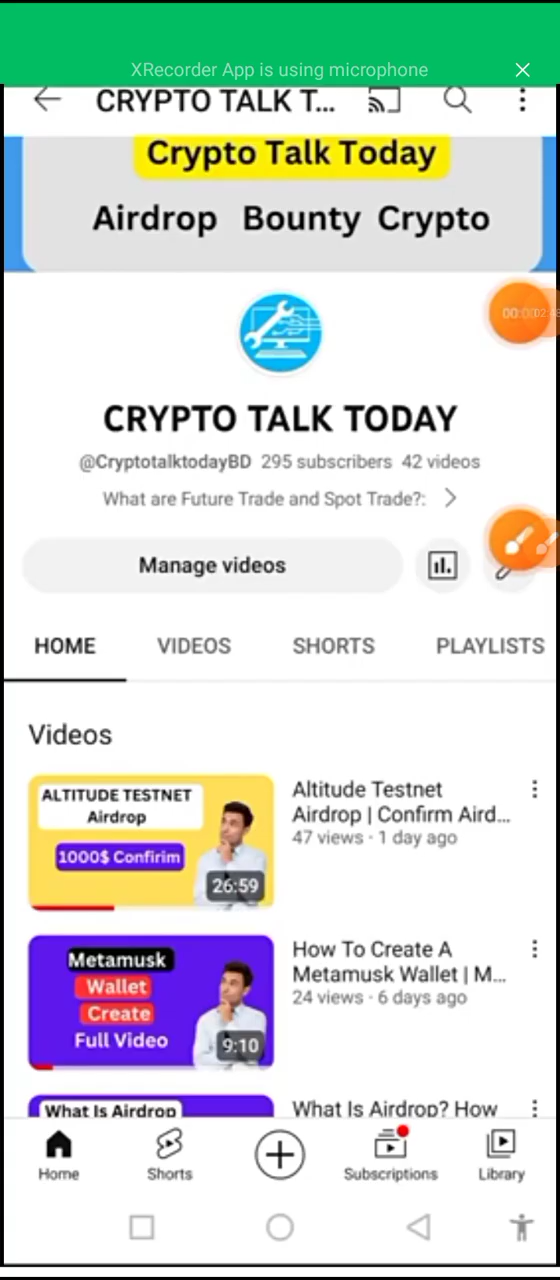 XRecorder App is using microphone
CRYPTO TALK T...
Crypto Talk Today
Airdrop Bounty Crypto
CRYPTO TALK TODAY
@CryptotalktodayBD 295 subscribers 42 videos
What are Future Trade and Spot Trade?:
Manage videos
HOME VIDEOS SHORTS PLAYLISTS
Videos
ALTITUDE TESTNET
Airdrop
1000$ Confirim
26:59
Altitude Testnet
Airdrop | Confirm Aird...
47 views · 1 day ago
Metamusk
Wallet
Create
Full Video
9:10
How To Create A
Metamusk Wallet | M...
24 views · 6 days ago
What Is Airdrop
What Is Airdrop? How
Home Shorts Subscriptions Library